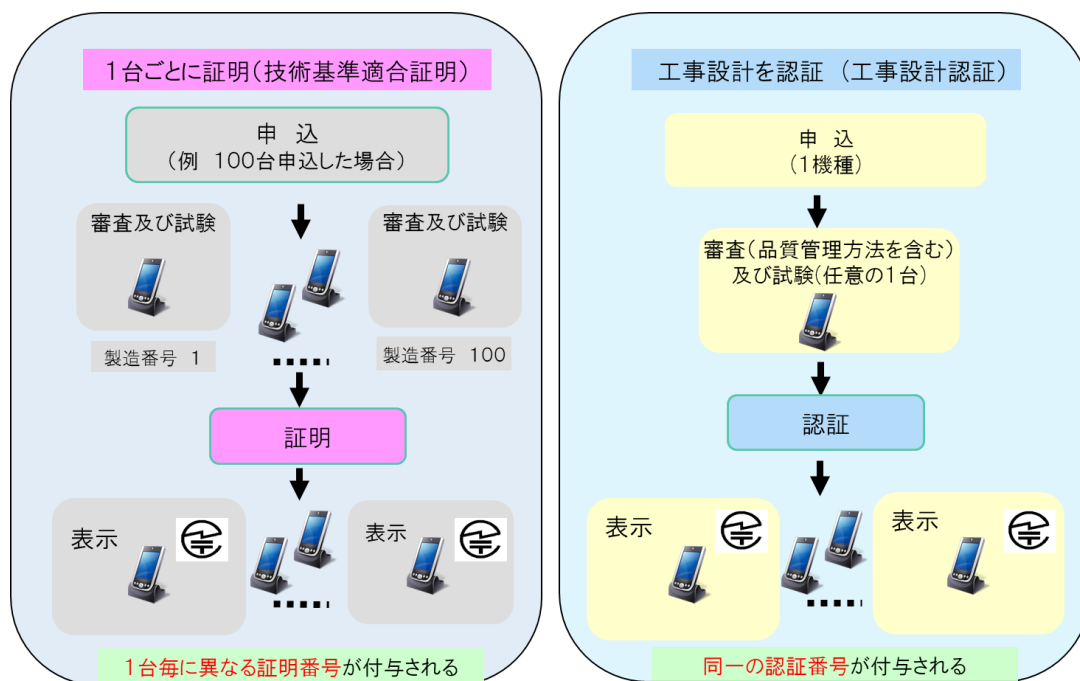 1台ごとに証明(技術基準適合証明)
申 込
(例 100台申込した場合)
審査及び試験
審査及び試験
製造番号 1
製造番号 100
証明
表示
表示
1台毎に異なる証明番号が付与される
工事設計を認証 (工事設計認証)
申 込
(1機種)
審査(品質管理方法を含む)
及び試験(任意の1台)
認証
表示
表示
同一の認証番号が付与される